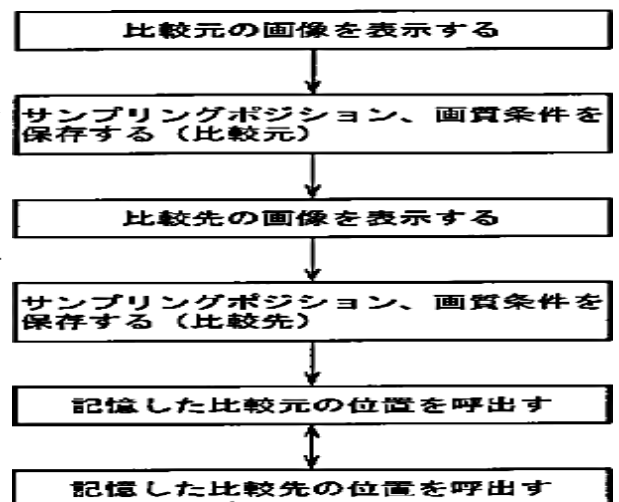 比較元の画像を表示する
サンプリングポジション、画質条件を
保存する（比較元）
比較先の画像を表示する
サンプリングポジション、画質条件を
保存する（比較先）
記憶した比較元の位置を呼出す
記憶した比較先の位置を呼出す